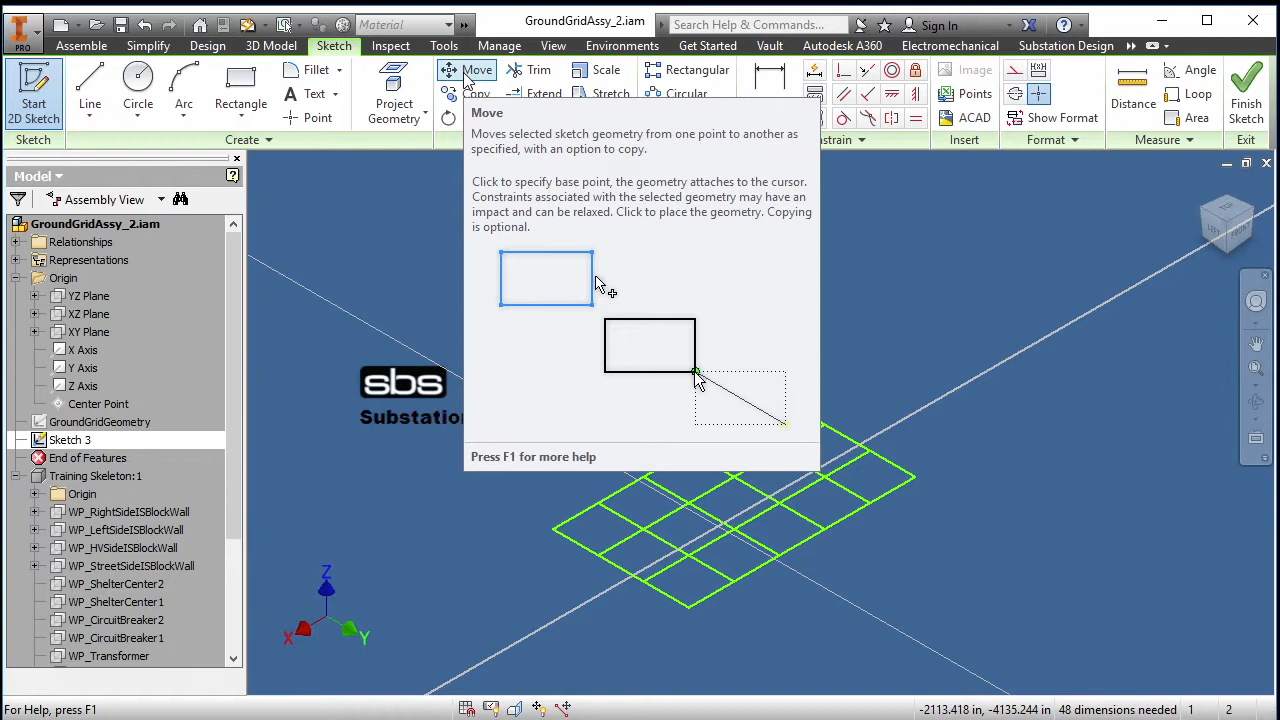 PRO
Material
GroundGridAssy_2.iam
Search Help & Commands...
Sign In
Assemble Simplify Design 3D Model Sketch Inspect Tools Manage View Environments Get Started Vault Autodesk A360 Electromechanical Substation Design
Start
2D Sketch
Line
Circle
Arc
Rectangle
Fillet
Text
Point
Project
Geometry
Move
Copy
Trim
Extend
Scale
Stretch
Rectangular
Circular
Image
Points
ACAD
Show Format
Distance
Angle
Loop
Area
Finish
Sketch
Sketch
Create
Insert
Format
Measure
Exit
Model
Assembly View
GroundGridAssy_2.iam
Relationships
Representations
Origin
YZ Plane
XZ Plane
XY Plane
X Axis
Y Axis
Z Axis
Center Point
GroundGridGeometry
Sketch 3
End of Features
Training Skeleton:1
Origin
WP_RightSideISBlockWall
WP_LeftSideISBlockWall
WP_HVSideISBlockWall
WP_StreetSideISBlockWall
WP_ShelterCenter2
WP_ShelterCenter1
WP_CircuitBreaker2
WP_CircuitBreaker1
WP_Transformer
Move
Moves selected sketch geometry from one point to another as
specified, with an option to copy.
Click to specify base point, the geometry attaches to the cursor.
Constraints associated with the selected geometry may have an
impact and can be relaxed. Click to place the geometry. Copying
is optional.
Press F1 for more help
sbs
LEFT
FRONT
Z
X
Y
For Help, press F1
-2113.418 in, -4135.244 in
48 dimensions needed
1
2